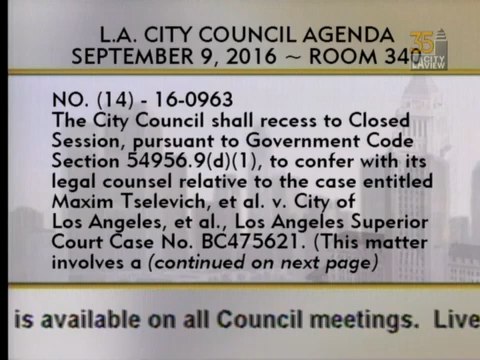 L.A. CITY COUNCIL AGENDA
SEPTEMBER 9, 2016 ~ ROOM 340
35
CITY
VIEW
NO. (14) - 16-0963
The City Council shall recess to Closed
Session, pursuant to Government Code
Section 54956.9(d)(1), to confer with its
legal counsel relative to the case entitled
Maxim Tselevich, et al. v. City of
Los Angeles, et al., Los Angeles Superior
Court Case No. BC475621. (This matter
involves a (continued on next page)
is available on all Council meetings. Live